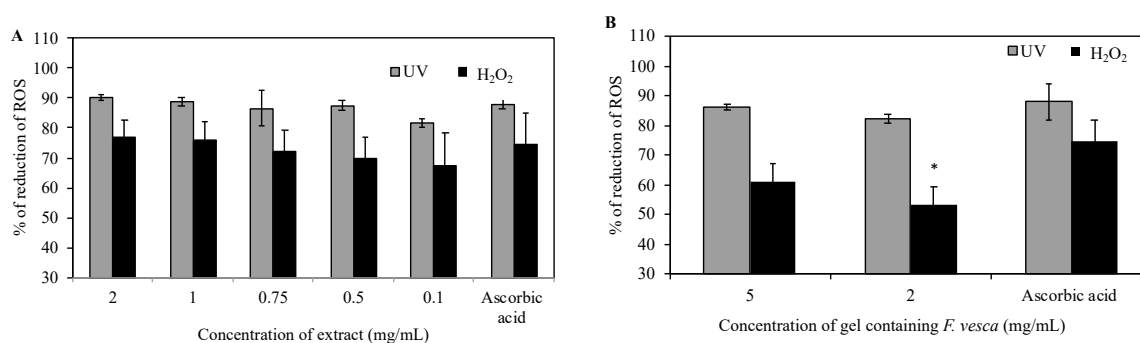 A
% of reduction of ROS
110
100
90
80
70
60
50
40
30
UV
H₂O₂
2
1
0.75
0.5
0.1
Ascorbic
acid
Concentration of extract (mg/mL)
B
% of reduction of ROS
110
100
90
80
70
60
50
40
30
UV
H₂O₂
*
5
2
Ascorbic acid
Concentration of gel containing F. vesca (mg/mL)